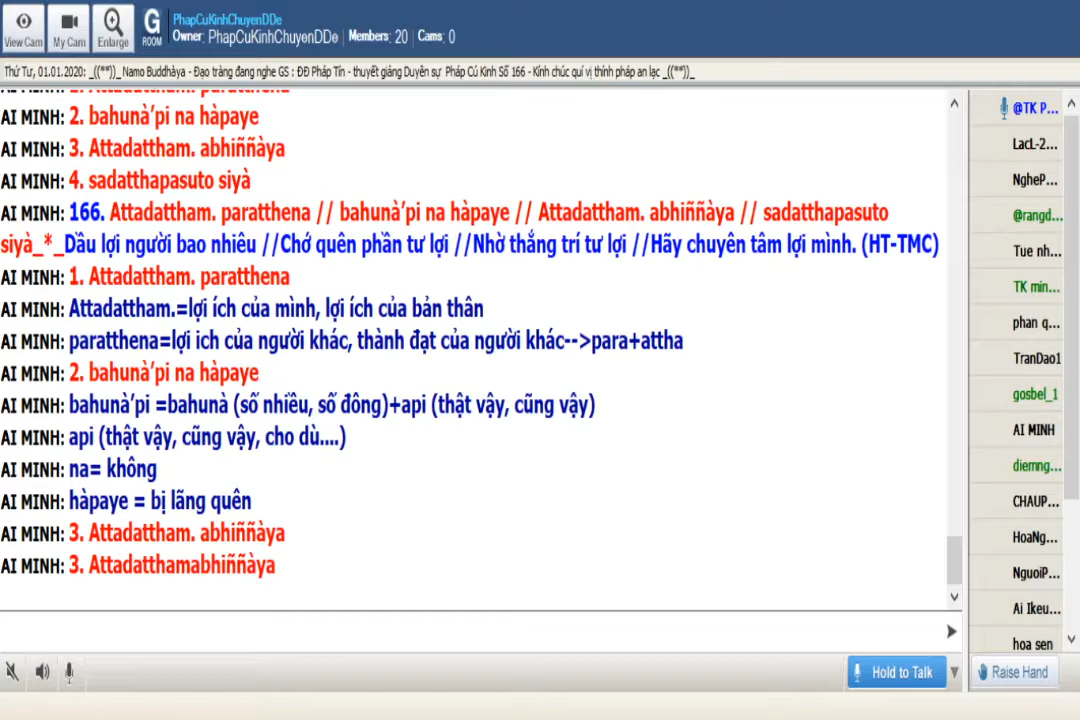 PhapCuKinhChuyenDDe
View Cam My Cam Enlarge G ROOM Owner: PhapCuKinhChuyenDDe Members: 20 Cams: 0
Thứ Tư, 01.01.2020: _((**))_ Namo Buddhàya - Đạo tràng đang nghe GS : ĐĐ Pháp Tín - thuyết giảng Duyên sự Pháp Cú Kinh Số 166 - Kính chúc quí vị thính pháp an lạc _((**))_
AI MINH: 2. bahunà’pi na hàpaye
AI MINH: 3. Attadattham. abhiññàya
AI MINH: 4. sadatthapasuto siyà
AI MINH: 166. Attadattham. paratthena // bahunà’pi na hàpaye // Attadattham. abhiññàya // sadatthapasuto
siyà_*_Dầu lợi người bao nhiêu //Chớ quên phần tư lợi //Nhờ thắng trí tư lợi //Hãy chuyên tâm lợi mình. (HT-TMC)
AI MINH: 1. Attadattham. paratthena
AI MINH: Attadattham.=lợi ích của mình, lợi ích của bản thân
AI MINH: paratthena=lợi ich của người khác, thành đạt của người khác-->para+attha
AI MINH: 2. bahunà’pi na hàpaye
AI MINH: bahunà’pi =bahunà (số nhiều, số đông)+api (thật vậy, cũng vậy)
AI MINH: api (thật vậy, cũng vậy, cho dù....)
AI MINH: na= không
AI MINH: hàpaye = bị lãng quên
AI MINH: 3. Attadattham. abhiññàya
AI MINH: 3. Attadatthamabhiññàya
@TK P...
LacL-2...
NgheP...
@rangd...
Tue nh...
TK min...
phan q...
TranDao1
gosbel_1
AI MINH
diemng...
CHAUP...
HoaNg...
NguoiP...
Ai Ikeu...
hoa sen
Hold to Talk
Raise Hand